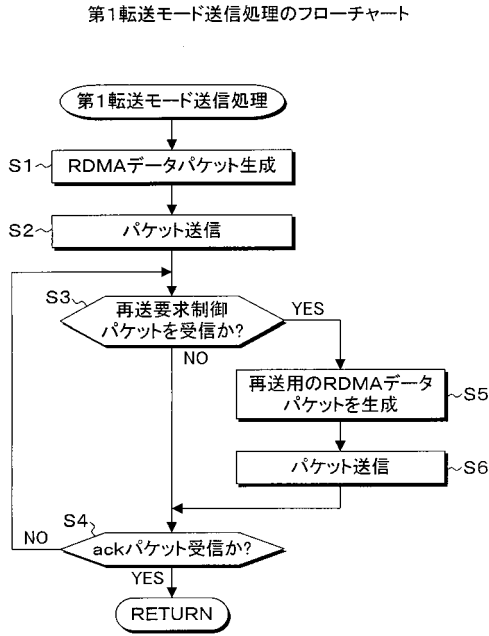 第1転送モード送信処理のフローチャート
第1転送モード送信処理
S1
RDMAデータパケット生成
S2
パケット送信
S3
再送要求制御
パケットを受信か?
YES
NO
再送用のRDMAデータ
パケットを生成
S5
パケット送信
S6
S4
NO
ackパケット受信か?
YES
RETURN